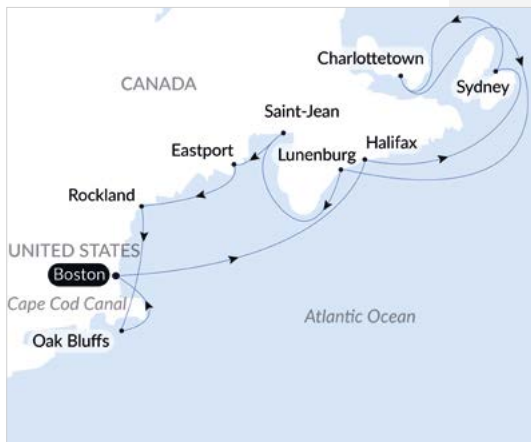 Charlottetown
CANADA
Sydney
Saint-Jean
Eastport
Lunenburg
Halifax
Rockland
UNITED STATES
Boston
Cape Cod Canal
Atlantic Ocean
Oak Bluffs